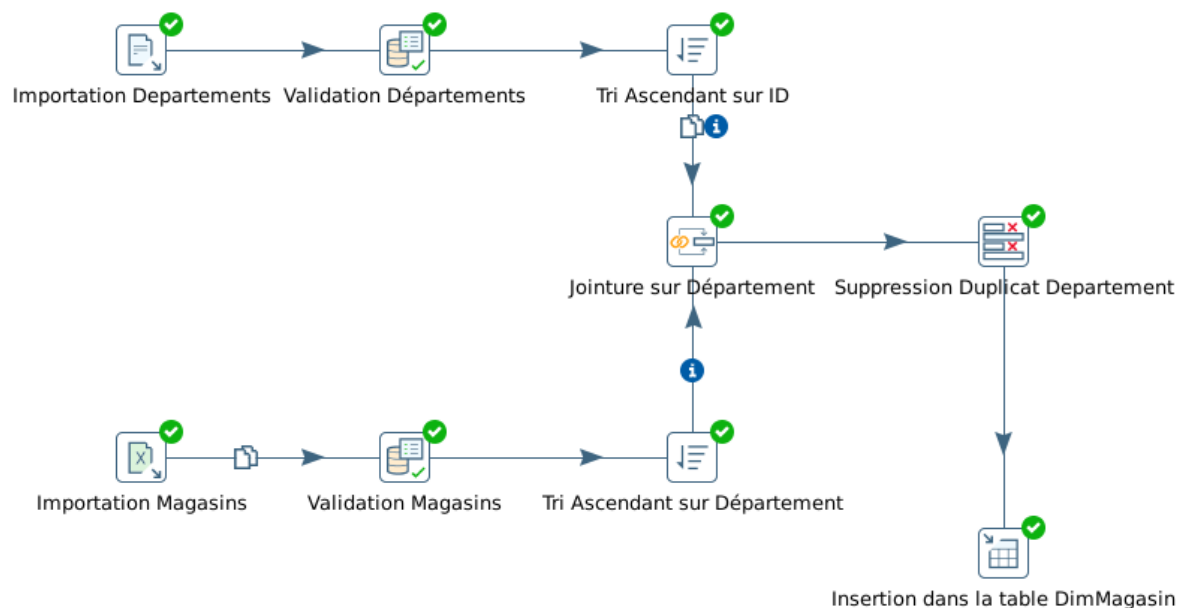 Importation Departements
Validation Départements
Tri Ascendant sur ID
Jointure sur Département
Suppression Duplicat Departement
Importation Magasins
Validation Magasins
Tri Ascendant sur Département
Insertion dans la table DimMagasin